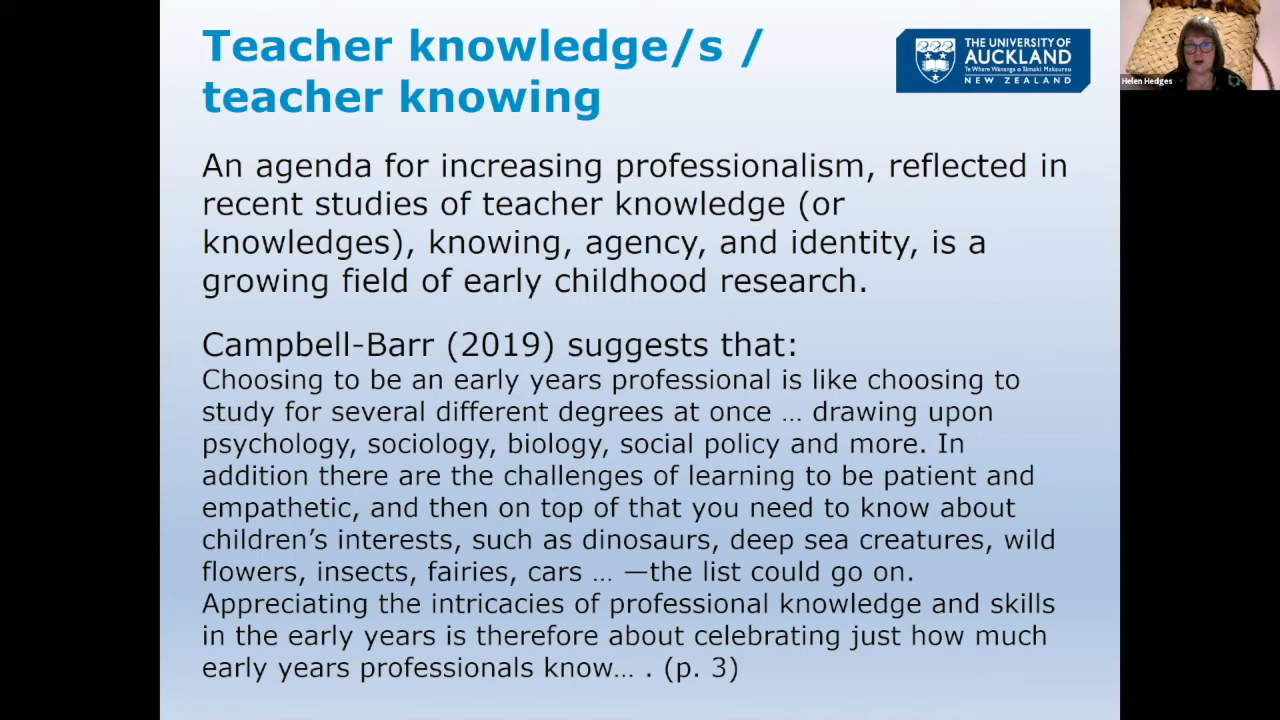 Teacher knowledge/s /
teacher knowing
THE UNIVERSITY OF
AUCKLAND
Te Whare Wānanga o Tāmaki Makaurau
NEW ZEALAND
Helen Hedges
An agenda for increasing professionalism, reflected in
recent studies of teacher knowledge (or
knowledges), knowing, agency, and identity, is a
growing field of early childhood research.
Campbell-Barr (2019) suggests that:
Choosing to be an early years professional is like choosing to
study for several different degrees at once … drawing upon
psychology, sociology, biology, social policy and more. In
addition there are the challenges of learning to be patient and
empathetic, and then on top of that you need to know about
children’s interests, such as dinosaurs, deep sea creatures, wild
flowers, insects, fairies, cars … —the list could go on.
Appreciating the intricacies of professional knowledge and skills
in the early years is therefore about celebrating just how much
early years professionals know… . (p. 3)